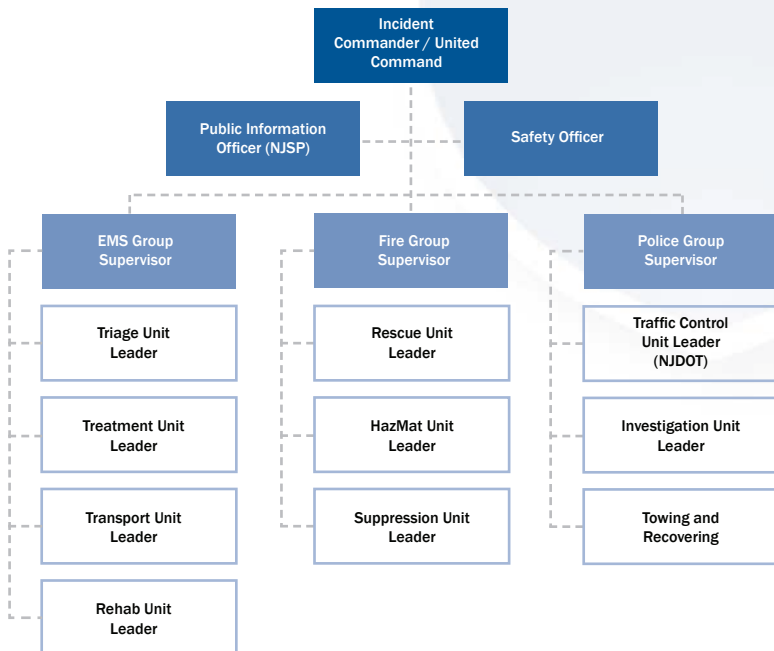 Incident
Commander / United
Command
Public Information
Officer (NJSP)
Safety Officer
EMS Group
Supervisor
Fire Group
Supervisor
Police Group
Supervisor
Triage Unit
Leader
Rescue Unit
Leader
Traffic Control
Unit Leader
(NJDOT)
Treatment Unit
Leader
HazMat Unit
Leader
Investigation Unit
Leader
Transport Unit
Leader
Suppression Unit
Leader
Towing and
Recovering
Rehab Unit
Leader